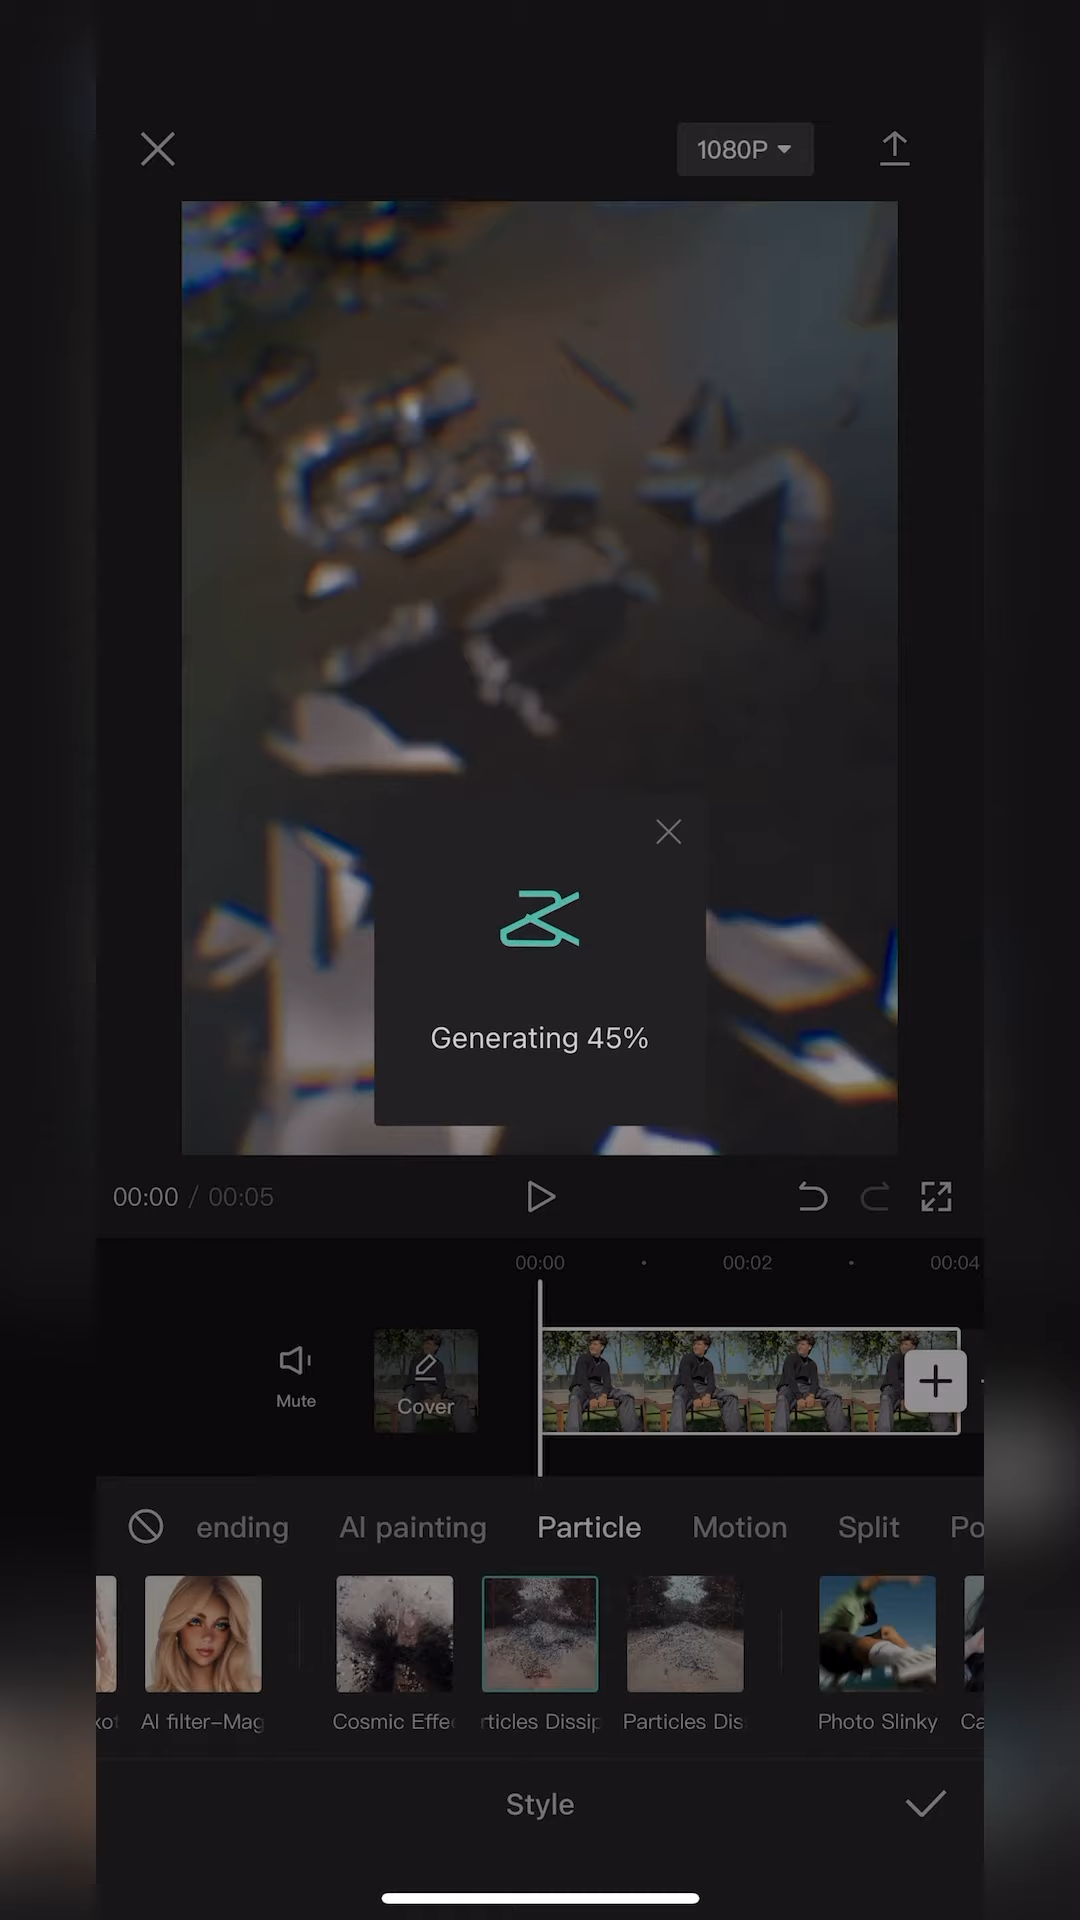 1080P
Generating 45%
00:00 / 00:05
00:00 00:02 00:04
Mute
Cover
ending AI painting Particle Motion Split Po
xot AI filter-Mag Cosmic Effe rticles Dissip Particles Dis Photo Slinky Ca
Style